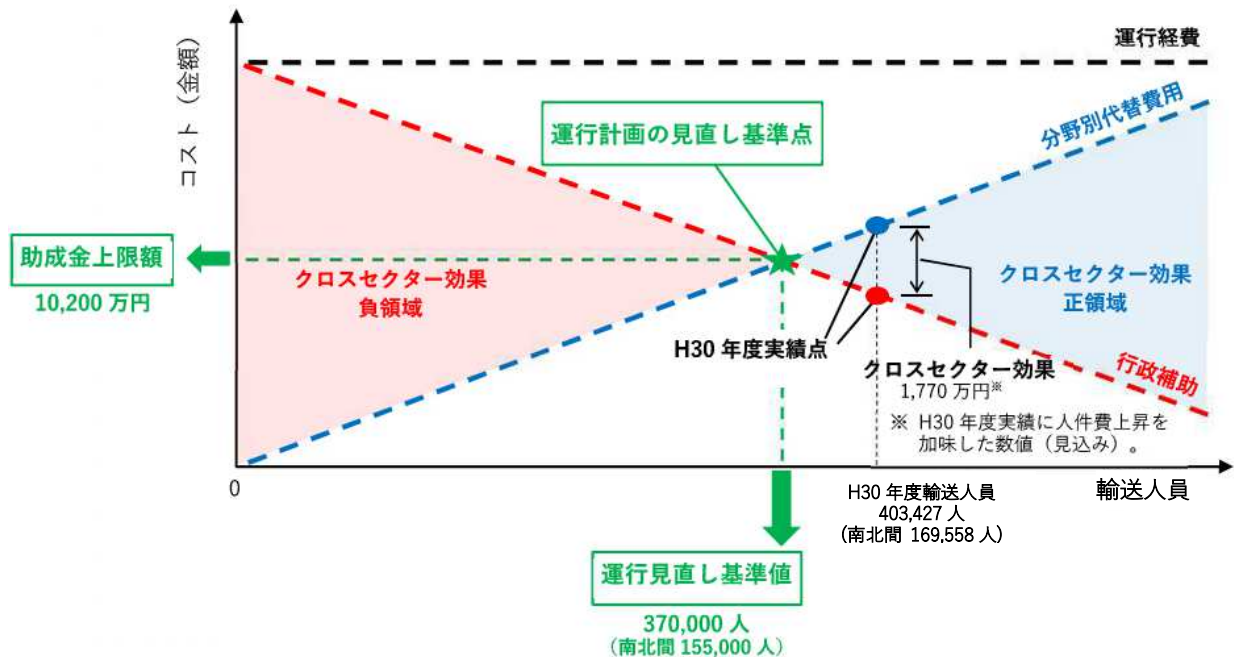 コスト（金額）
運行経費
分野別代替費用
運行計画の見直し基準点
助成金上限額
10,200 万円
クロスセクター効果
負領域
クロスセクター効果
正領域
H30 年度実績点
クロスセクター効果
1,770 万円※
行政補助
※ H30 年度実績に人件費上昇を
加味した数値（見込み）。
0
H30 年度輸送人員
403,427 人
(南北間 169,558 人)
輸送人員
運行見直し基準値
370,000 人
（南北間 155,000 人）